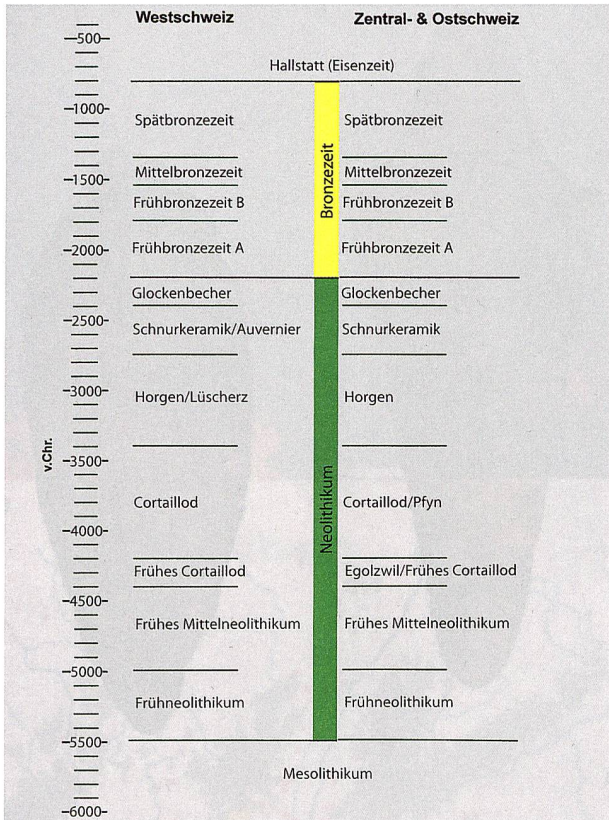 Westschweiz Zentral- & Ostschweiz
500
Hallstatt (Eisenzeit)
1000
Spätbronzezeit Spätbronzezeit
Mittelbronzezeit Mittelbronzezeit
1500
Frühbronzezeit B Frühbronzezeit B
Bronzezeit
2000
Frühbronzezeit A Frühbronzezeit A
Glockenbecher Glockenbecher
2500
Schnurkeramik/Auvernier Schnurkeramik
3000
Horgen/Lüscherz Horgen
v.Chr.
3500
Neolithikum
Cortaillod Cortaillod/Pfyn
4000
Frühes Cortaillod Egolzwil/Frühes Cortaillod
4500
Frühes Mittelneolithikum Frühes Mittelneolithikum
5000
Frühneolithikum Frühneolithikum
5500
Mesolithikum
6000